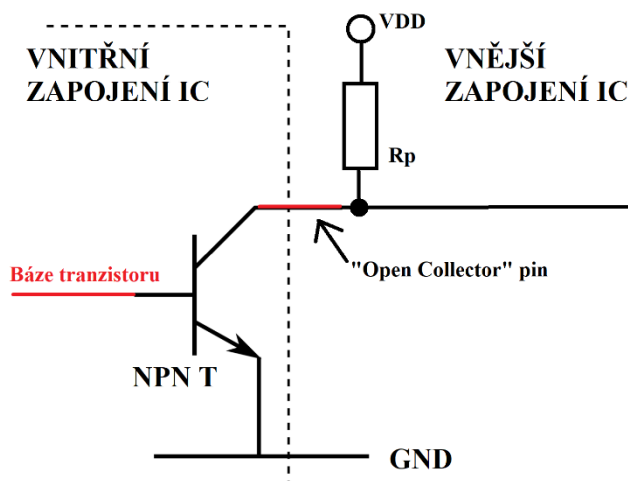 VDD
VNITŘNÍ
ZAPOJENÍ IC
VNĚJŠÍ
ZAPOJENÍ IC
Rp
"Open Collector" pin
Báze tranzistoru
NPN T
GND